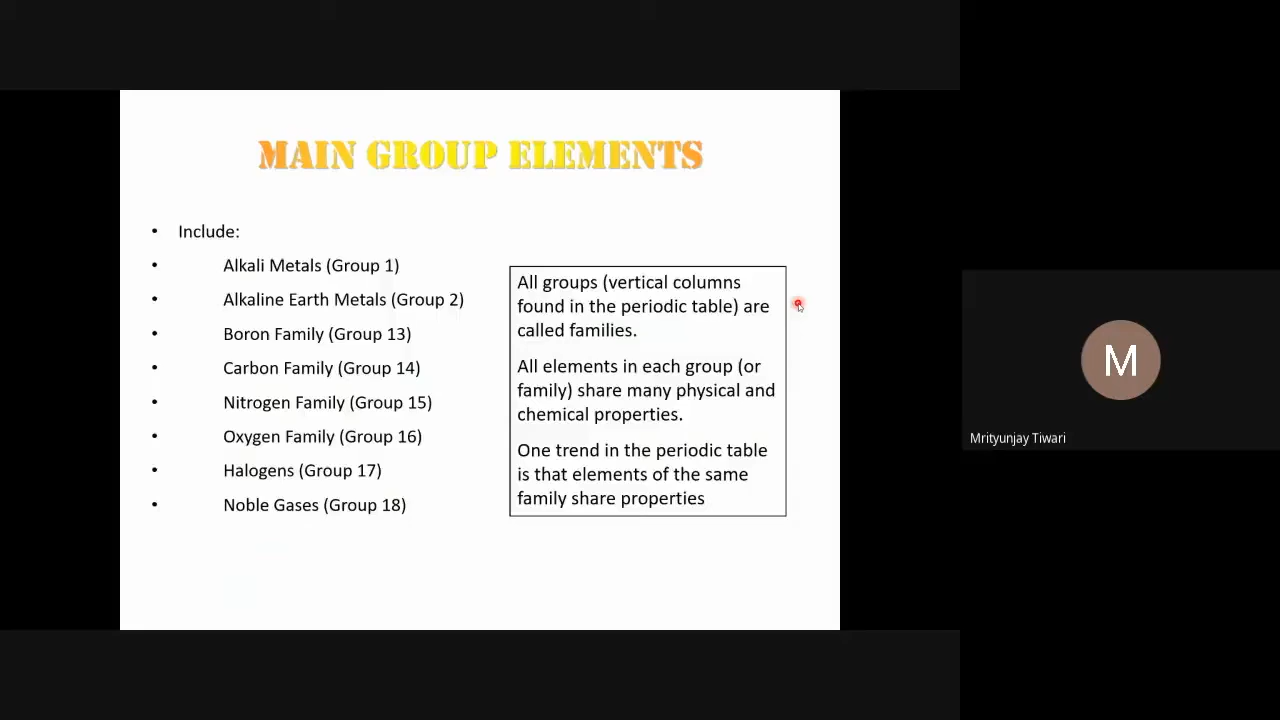 MAIN GROUP ELEMENTS
• Include:
• Alkali Metals (Group 1)
• Alkaline Earth Metals (Group 2)
• Boron Family (Group 13)
• Carbon Family (Group 14)
• Nitrogen Family (Group 15)
• Oxygen Family (Group 16)
• Halogens (Group 17)
• Noble Gases (Group 18)
All groups (vertical columns
found in the periodic table) are
called families.
All elements in each group (or
family) share many physical and
chemical properties.
One trend in the periodic table
is that elements of the same
family share properties
M
Mrityunjay Tiwari